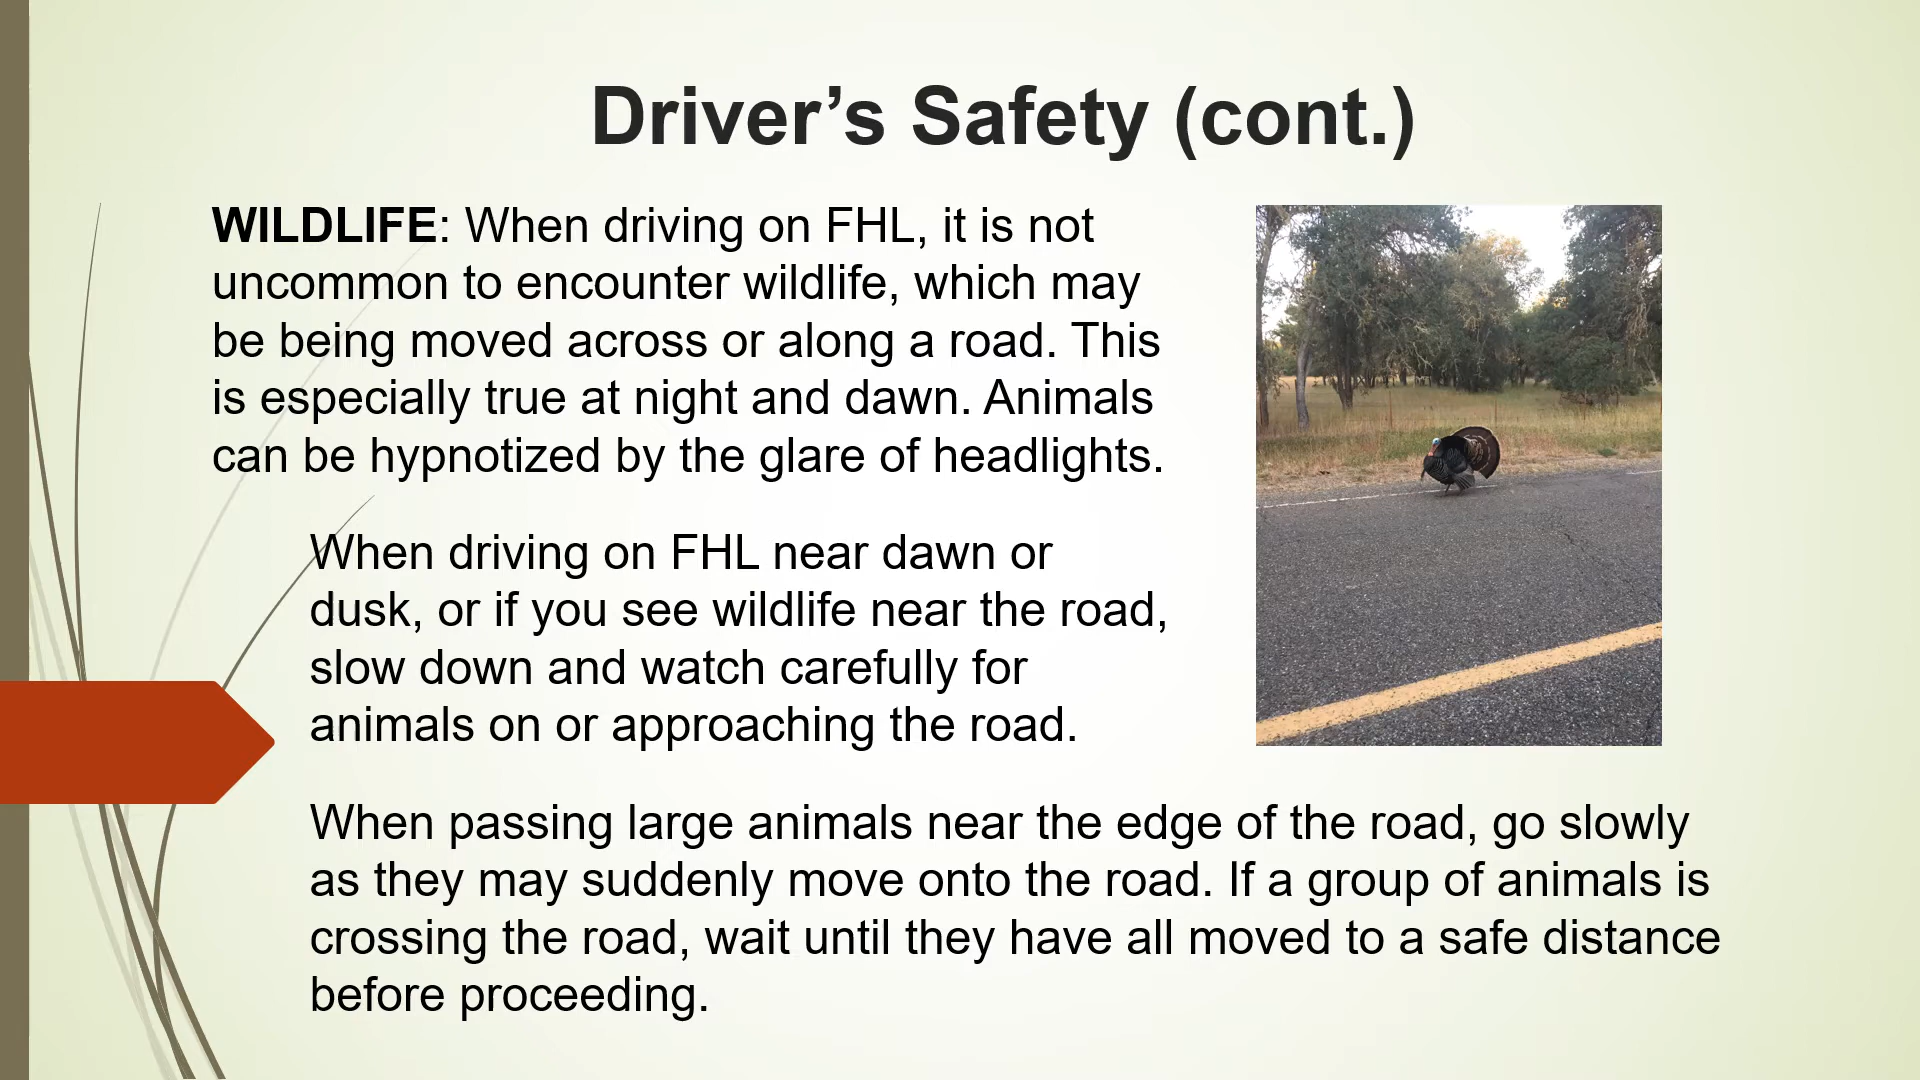 Driver’s Safety (cont.)
WILDLIFE: When driving on FHL, it is not
uncommon to encounter wildlife, which may
be being moved across or along a road. This
is especially true at night and dawn. Animals
can be hypnotized by the glare of headlights.
When driving on FHL near dawn or
dusk, or if you see wildlife near the road,
slow down and watch carefully for
animals on or approaching the road.
When passing large animals near the edge of the road, go slowly
as they may suddenly move onto the road. If a group of animals is
crossing the road, wait until they have all moved to a safe distance
before proceeding.